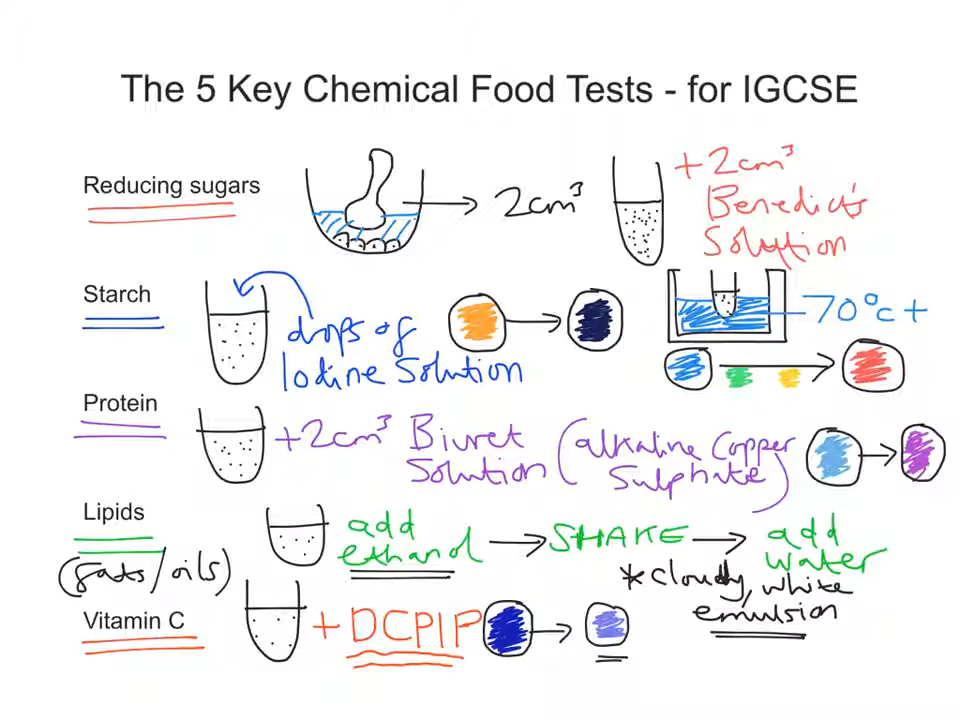 The 5 Key Chemical Food Tests - for IGCSE
Reducing sugars
2cm³
+2cm³
Benedict's
Solution
Starch
drops of
Iodine Solution
70°c +
Protein
+2cm³ Biuret
Solution
(alkaline Copper
Sulphate)
Lipids
(fats/oils)
add
ethanol
SHAKE
add
water
*cloudy, white
emulsion
Vitamin C
+ DCPIP